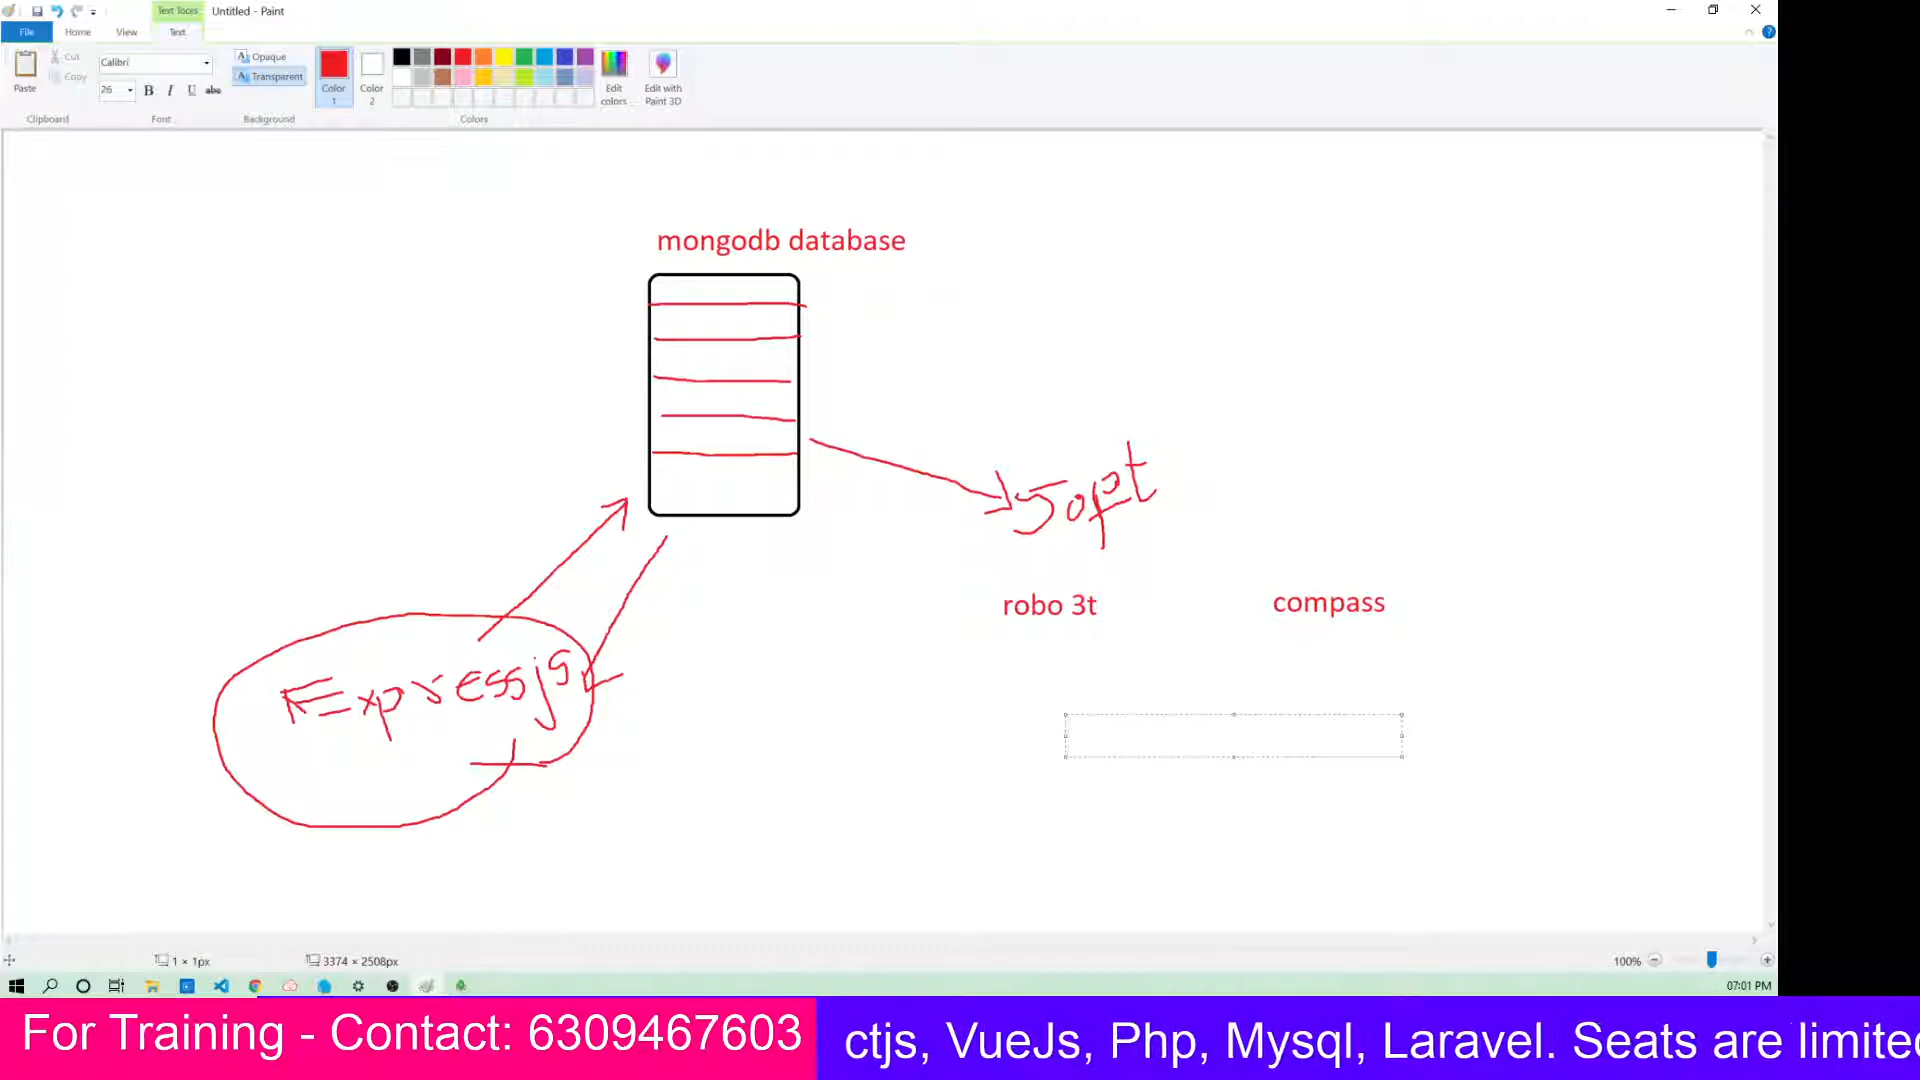 Text Tools
Untitled - Paint
File
Home
View
Text
Paste
Cut
Copy
Clipboard
Calibri
26
B I U abc
Font
Opaque
Transparent
Background
Color
1
Color
2
Edit
colors
Edit with
Paint 3D
Colors
mongodb database
robo 3t
compass
Expressjs
1 × 1px
3374 × 2508px
100%
07:01 PM
For Training - Contact: 6309467603
ctjs, VueJs, Php, Mysql, Laravel. Seats are limite